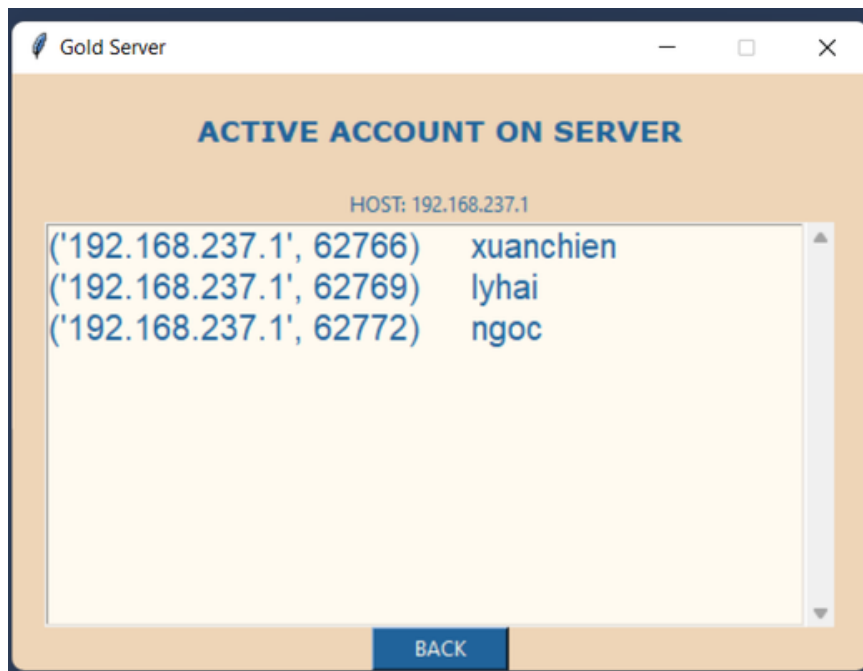 Gold Server
ACTIVE ACCOUNT ON SERVER
HOST: 192.168.237.1
('192.168.237.1', 62766) xuanchien
('192.168.237.1', 62769) lyhai
('192.168.237.1', 62772) ngoc
BACK